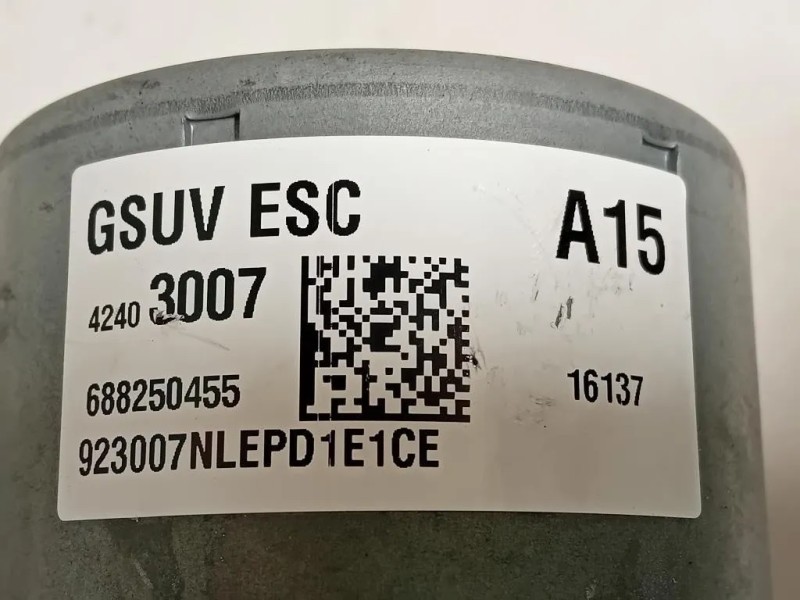 GSUV ESC A15
4240 3007
688250455 16137
923007NLEPD1E1CE